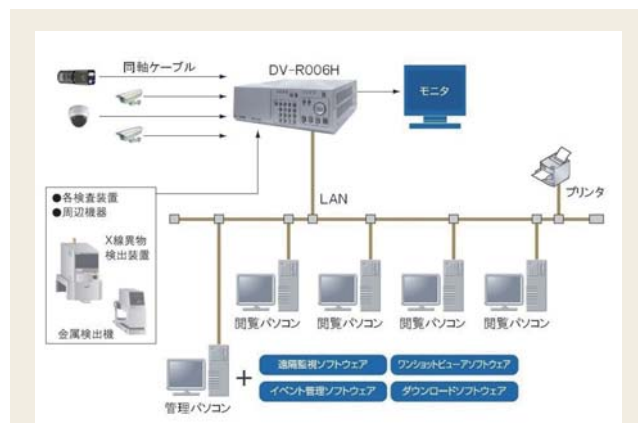 同軸ケーブル
DV-R006H
モニタ
LAN
プリンタ
●各検査装置
●周辺機器
X線異物
検出装置
金属検出機
閲覧パソコン
閲覧パソコン
閲覧パソコン
閲覧パソコン
管理パソコン
+
遠隔監視ソフトウェア
ワンショットビューアソフトウェア
イベント管理ソフトウェア
ダウンロードソフトウェア